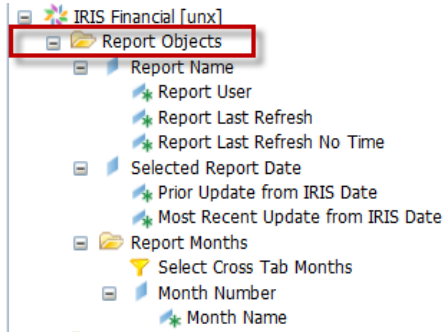 IRIS Financial [unx]
Report Objects
Report Name
Report User
Report Last Refresh
Report Last Refresh No Time
Selected Report Date
Prior Update from IRIS Date
Most Recent Update from IRIS Date
Report Months
Select Cross Tab Months
Month Number
Month Name